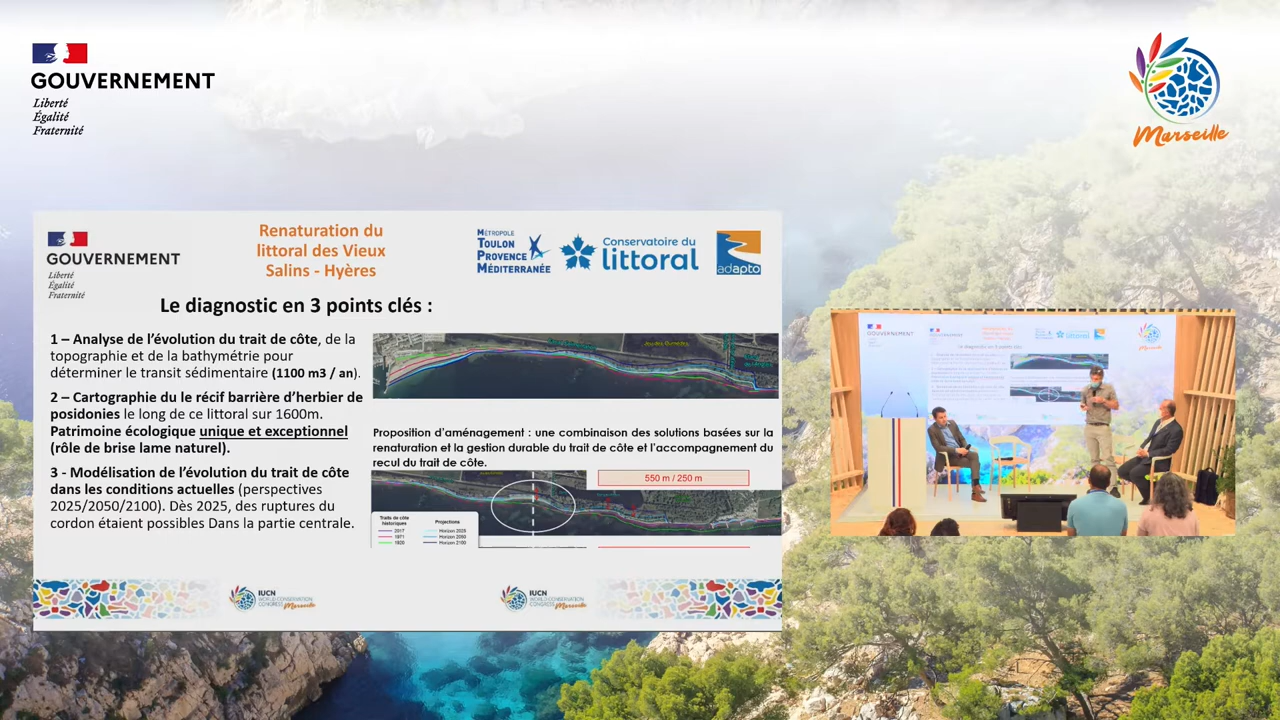 GOUVERNEMENT
Liberté
Égalité
Fraternité
Marseille
GOUVERNEMENT
Liberté
Égalité
Fraternité
Renaturation du
littoral des Vieux
Salins - Hyères
MÉTROPOLE
TOULON
PROVENCE
MÉDITERRANÉE
Conservatoire du
littoral
adapto
Le diagnostic en 3 points clés :
1 – Analyse de l’évolution du trait de côte, de la
topographie et de la bathymétrie pour
déterminer le transit sédimentaire (1100 m3 / an).
2 – Cartographie du le récif barrière d’herbier de
posidonies le long de ce littoral sur 1600m.
Patrimoine écologique unique et exceptionnel
(rôle de brise lame naturel).
3 - Modélisation de l’évolution du trait de côte
dans les conditions actuelles (perspectives
2025/2050/2100). Dès 2025, des ruptures du
cordon étaient possibles Dans la partie centrale.
Proposition d’aménagement : une combinaison des solutions basées sur la
renaturation et la gestion durable du trait de côte et l’accompagnement du
recul du trait de côte.
550 m / 250 m
Traits de côte
historiques
2017
1971
1920
Projections
Horizon 2025
Horizon 2050
Horizon 2100
IUCN
WORLD CONSERVATION
CONGRESS
Marseille
IUCN
WORLD CONSERVATION
CONGRESS
Marseille
GOUVERNEMENT